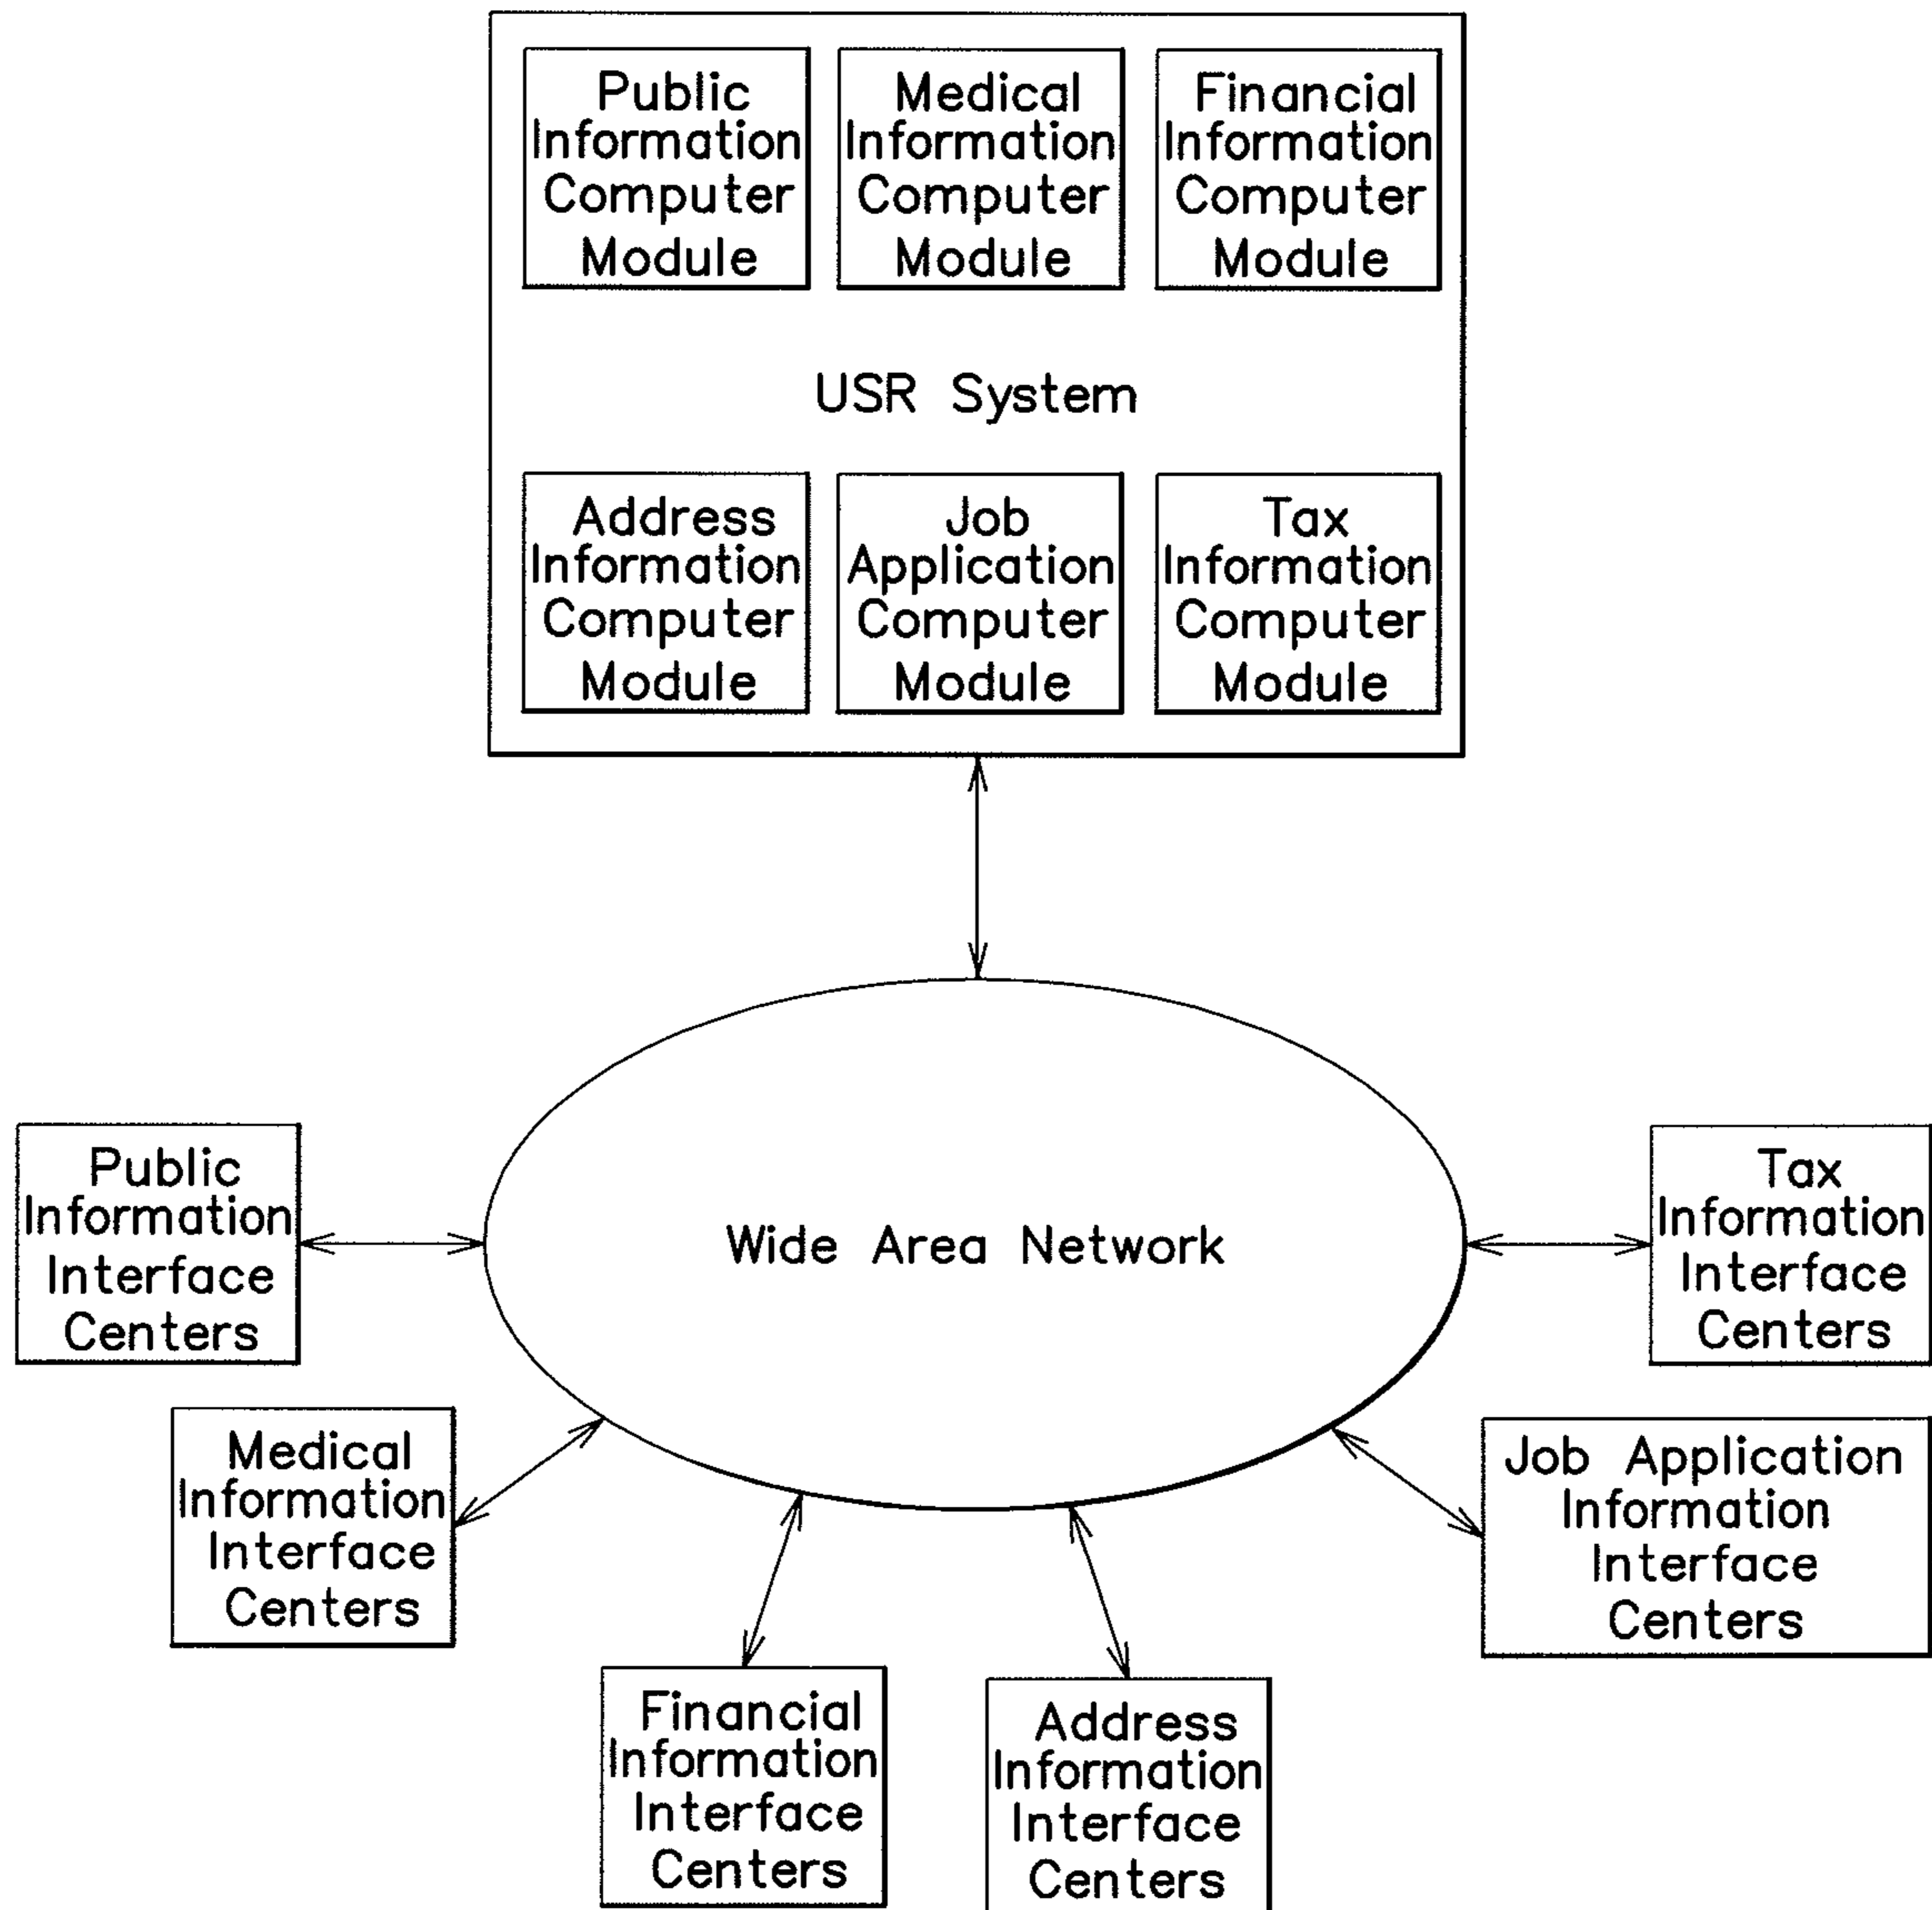 Public
Information
Computer
Module
Medical
Information
Computer
Module
Financial
Information
Computer
Module
USR System
Address
Information
Computer
Module
Job
Application
Computer
Module
Tax
Information
Computer
Module
Wide Area Network
Public
Information
Interface
Centers
Tax
Information
Interface
Centers
Medical
Information
Interface
Centers
Job Application
Information
Interface
Centers
Financial
Information
Interface
Centers
Address
Information
Interface
Centers